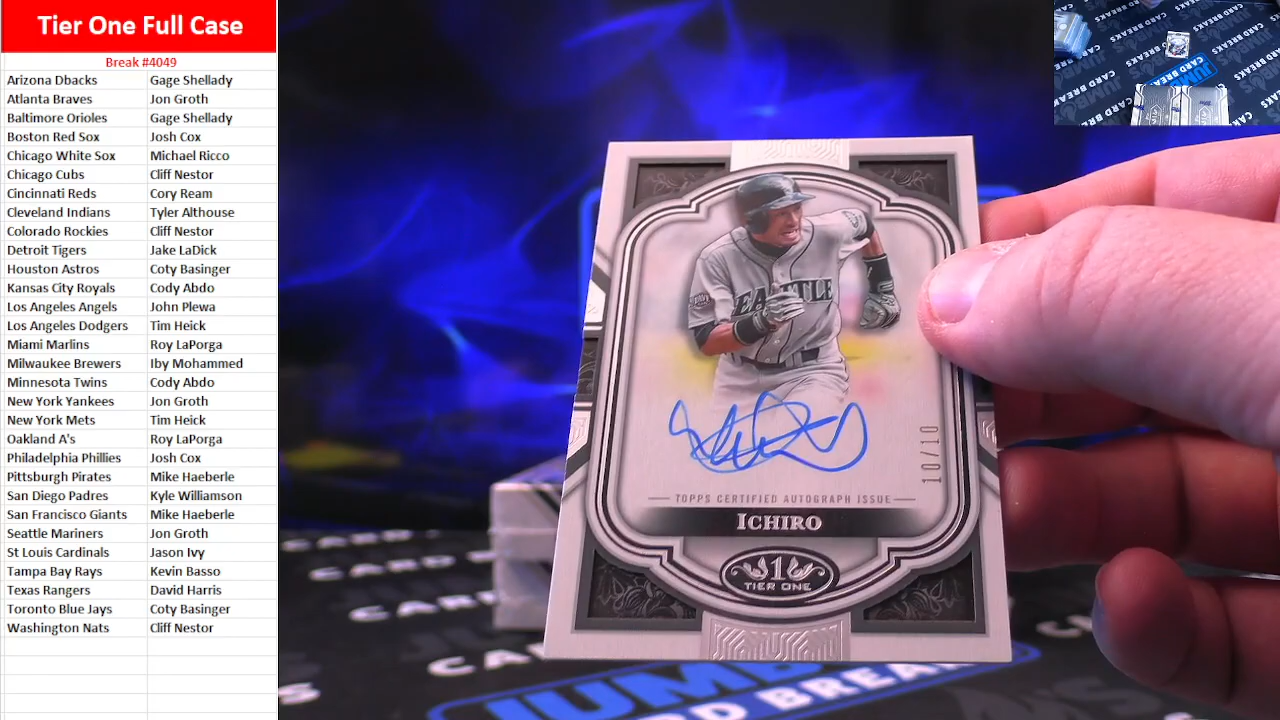 Tier One Full Case
Break #4049
Arizona Dbacks Gage Shellady
Atlanta Braves Jon Groth
Baltimore Orioles Gage Shellady
Boston Red Sox Josh Cox
Chicago White Sox Michael Ricco
Chicago Cubs Cliff Nestor
Cincinnati Reds Cory Ream
Cleveland Indians Tyler Althouse
Colorado Rockies Cliff Nestor
Detroit Tigers Jake LaDick
Houston Astros Coty Basinger
Kansas City Royals Cody Abdo
Los Angeles Angels John Plewa
Los Angeles Dodgers Tim Heick
Miami Marlins Roy LaPorga
Milwaukee Brewers Iby Mohammed
Minnesota Twins Cody Abdo
New York Yankees Jon Groth
New York Mets Tim Heick
Oakland A's Roy LaPorga
Philadelphia Phillies Josh Cox
Pittsburgh Pirates Mike Haeberle
San Diego Padres Kyle Williamson
San Francisco Giants Mike Haeberle
Seattle Mariners Jon Groth
St Louis Cardinals Jason Ivy
Tampa Bay Rays Kevin Basso
Texas Rangers David Harris
Toronto Blue Jays Coty Basinger
Washington Nats Cliff Nestor
SEATTLE
10/10
TOPPS CERTIFIED AUTOGRAPH ISSUE
ICHIRO
1
TIER ONE
JUMBO
CARD BREAKS